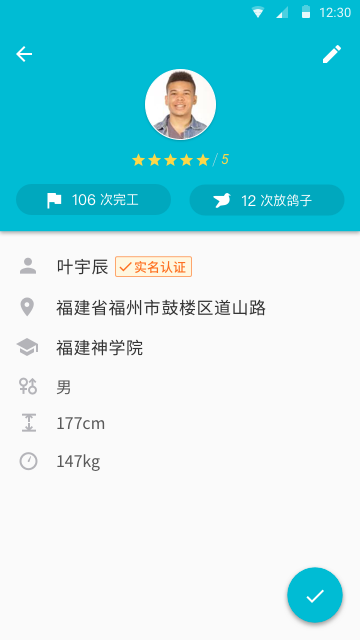 12:30
/ 5
106 次完工
12 次放鸽子
叶宇辰 实名认证
福建省福州市鼓楼区道山路
福建神学院
男
177cm
147kg